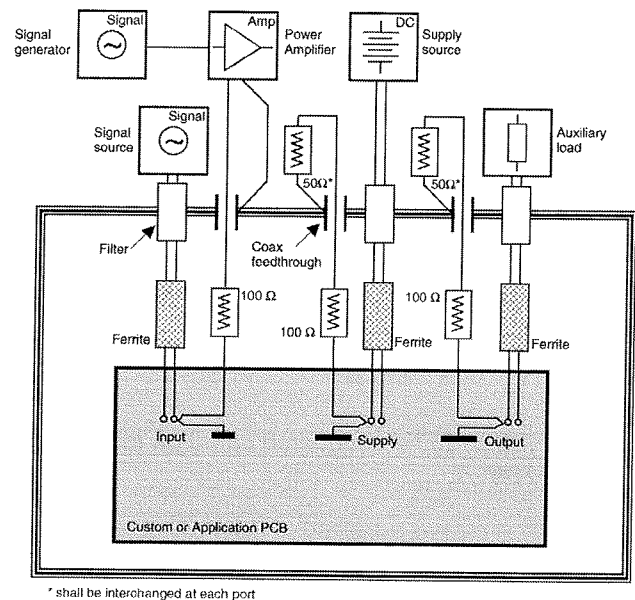 Signal
Signal generator
Amp
Power Amplifier
DC
Supply source
Signal
Signal source
50Ω*
50Ω*
Auxiliary load
Filter
Coax feedthrough
100 Ω
100 Ω
100 Ω
Ferrite
Ferrite
Ferrite
Input
Supply
Output
Custom or Application PCB
* shall be interchanged at each port